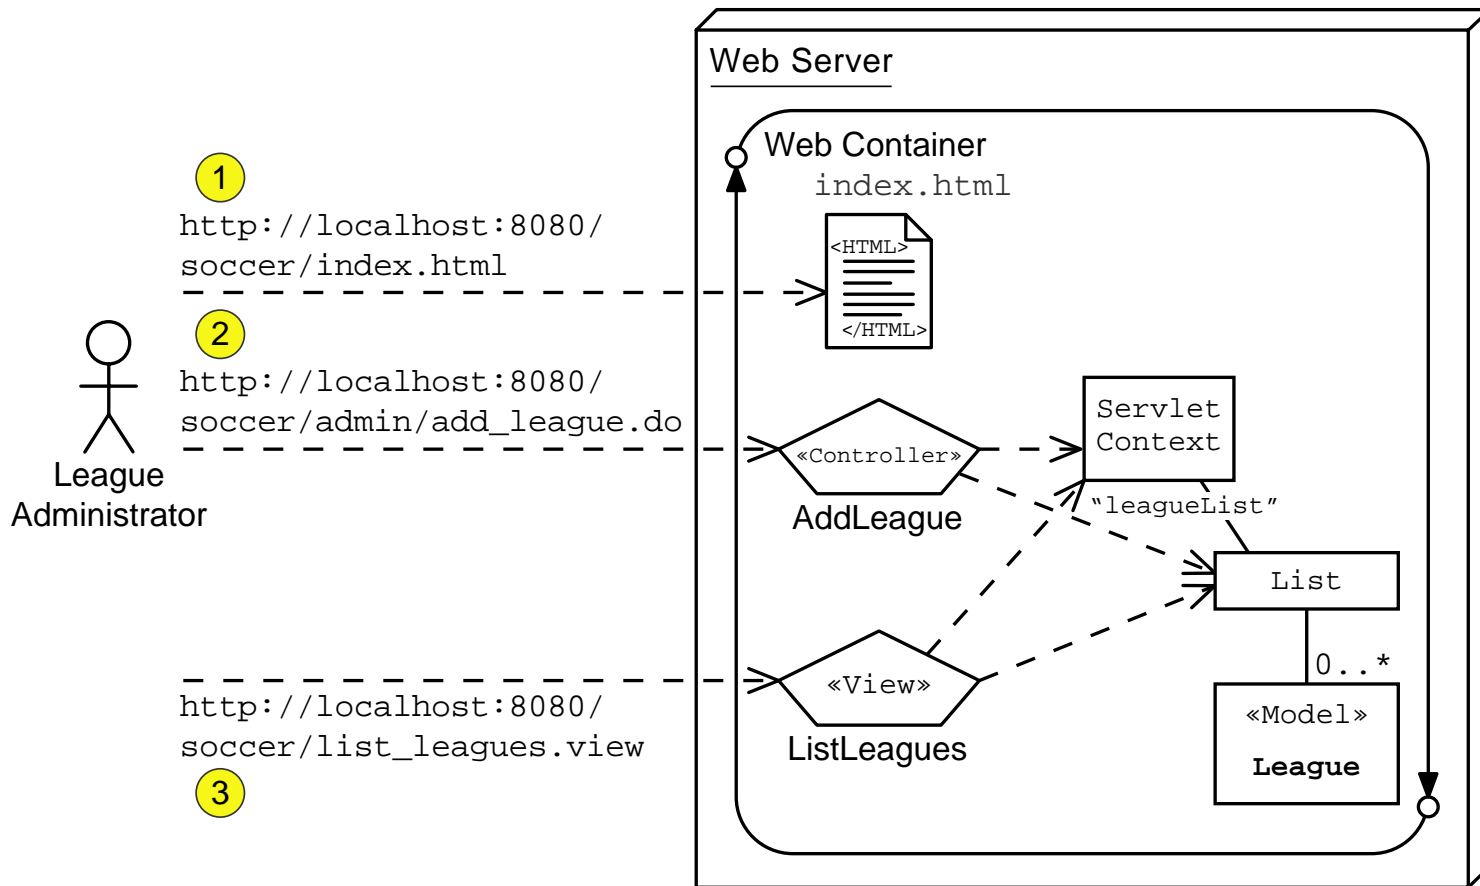 Web Server
Web Container
index.html
<HTML>
</HTML>
1
http://localhost:8080/
soccer/index.html
2
http://localhost:8080/
soccer/admin/add_league.do
League
Administrator
«Controller»
AddLeague
Servlet
Context
“leagueList”
List
0..*
«Model»
League
«View»
ListLeagues
http://localhost:8080/
soccer/list_leagues.view
3